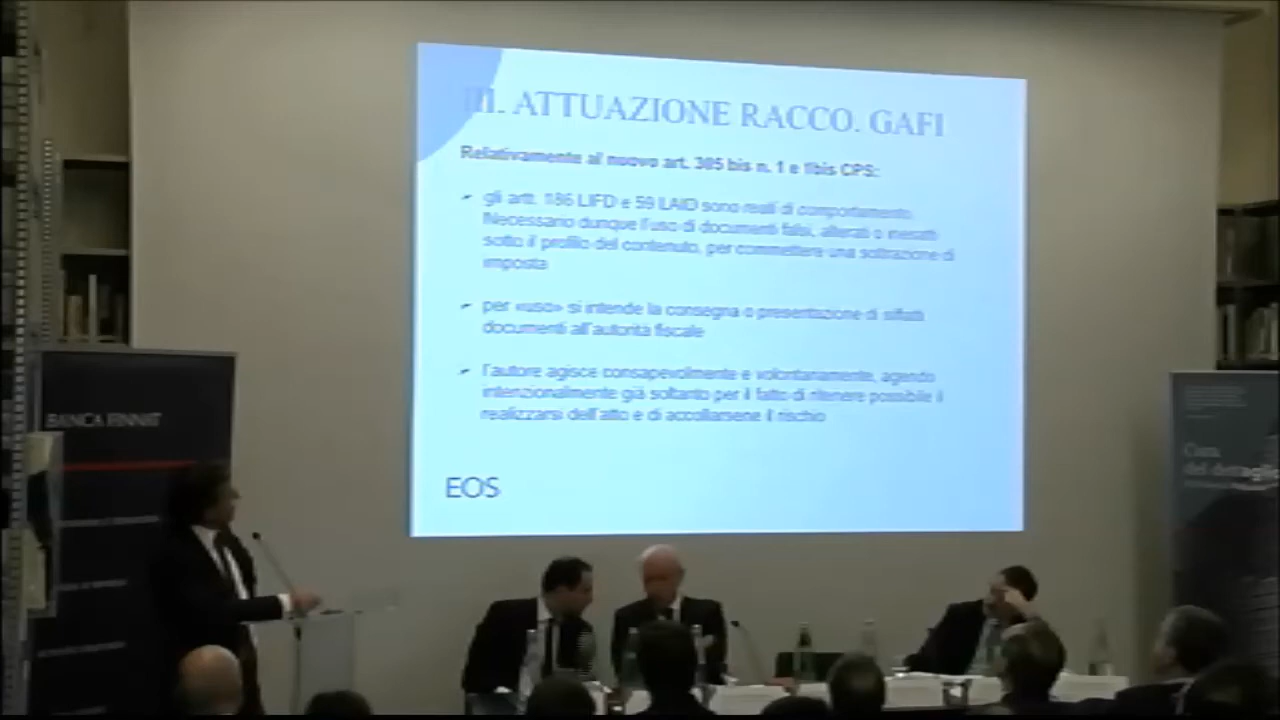 III. ATTUAZIONE RACCO. GAFI
Relativamente al nuovo art. 305 bis n. 1 e 1bis CPS:
gli artt. 186 LIFD e 59 LAID sono reati di comportamento.
Necessario dunque l'uso di documenti falsi, alterati o inesatti
sotto il profilo del contenuto, per commettere una sottrazione di
imposta
per «uso» si intende la consegna o presentazione di siffatti
documenti all'autorità fiscale
l'autore agisce consapevolmente e volontariamente, agendo
intenzionalmente già soltanto per il fatto di ritenere possibile il
realizzarsi dell'atto e di accollarsene il rischio
EOS
BANCA FINNAT
Cura
del dettaglio